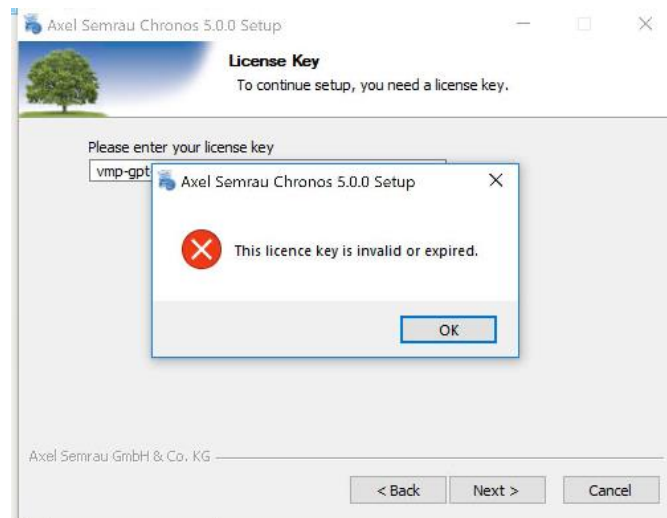 Axel Semrau Chronos 5.0.0 Setup
License Key
To continue setup, you need a license key.
Please enter your license key
vmp-gpt
Axel Semrau Chronos 5.0.0 Setup
This licence key is invalid or expired.
OK
Axel Semrau GmbH & Co. KG
< Back Next > Cancel